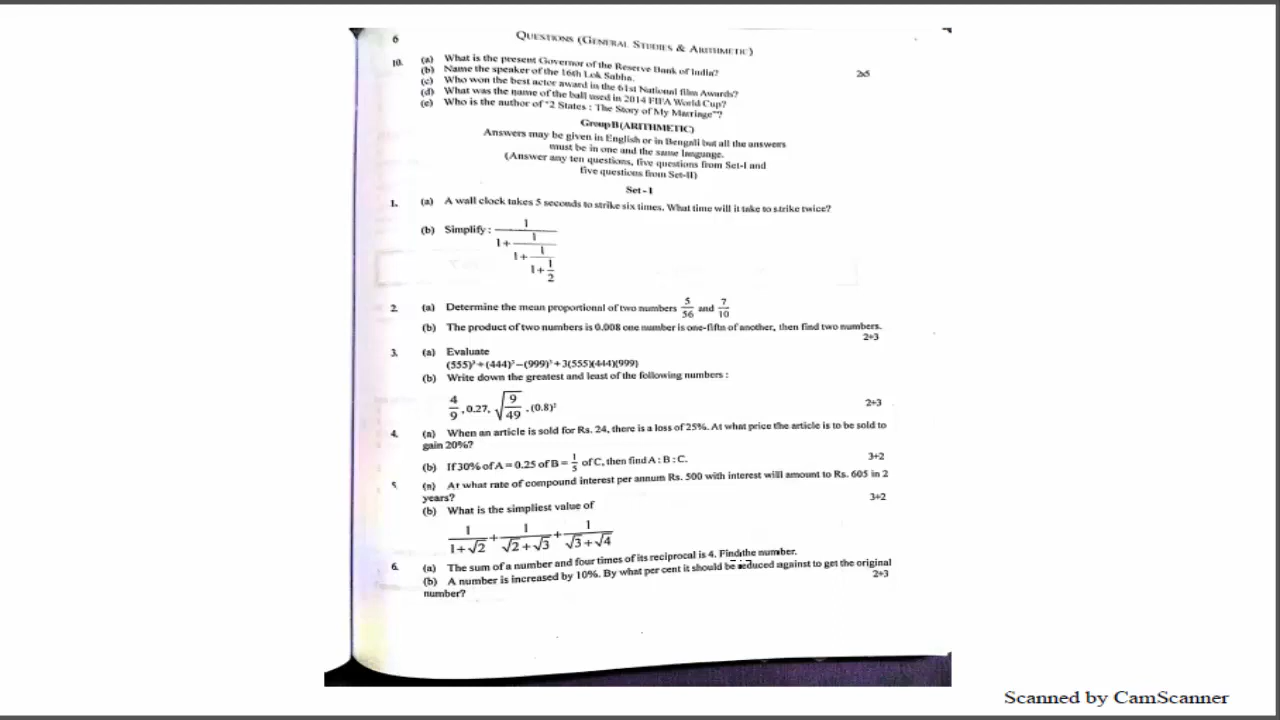 6
QUESTIONS (GENERAL STUDIES & ARITHMETIC)
10. (a) What is the present Governor of the Reserve Bank of India?
(b) Name the speaker of the 16th Lok Sabha. 2x5
(c) Who won the best actor award in the 61st National film Awards?
(d) What was the name of the ball used in 2014 FIFA World Cup?
(e) Who is the author of "2 States : The Story of My Marriage"?
Group B (ARITHMETIC)
Answers may be given in English or in Bengali but all the answers
must be in one and the same language.
(Answer any ten questions, five questions from Set-I and
five questions from Set-II)
Set - I
1. (a) A wall clock takes 5 seconds to strike six times. What time will it take to strike twice?
(b) Simplify : 1/(1+1/(1+1/(1+1/2)))
2. (a) Determine the mean proportional of two numbers 5/56 and 7/10
(b) The product of two numbers is 0.008 one number is one-fifth of another, then find two numbers.
2+3
3. (a) Evaluate
(555)³+(444)³−(999)³+3(555)(444)(999)
(b) Write down the greatest and least of the following numbers :
4/9, 0.27, √(9/49), (0.8)² 2+3
4. (a) When an article is sold for Rs. 24, there is a loss of 25%. At what price the article is to be sold to
gain 20%?
(b) If 30% of A = 0.25 of B = 1/5 of C, then find A : B : C. 3+2
5. (a) At what rate of compound interest per annum Rs. 500 with interest will amount to Rs. 605 in 2
years? 3+2
(b) What is the simpliest value of
1/(1+√2) + 1/(√2+√3) + 1/(√3+√4)
6. (a) The sum of a number and four times of its reciprocal is 4. Find the number.
(b) A number is increased by 10%. By what per cent it should be reduced against to get the original
number? 2+3
Scanned by CamScanner